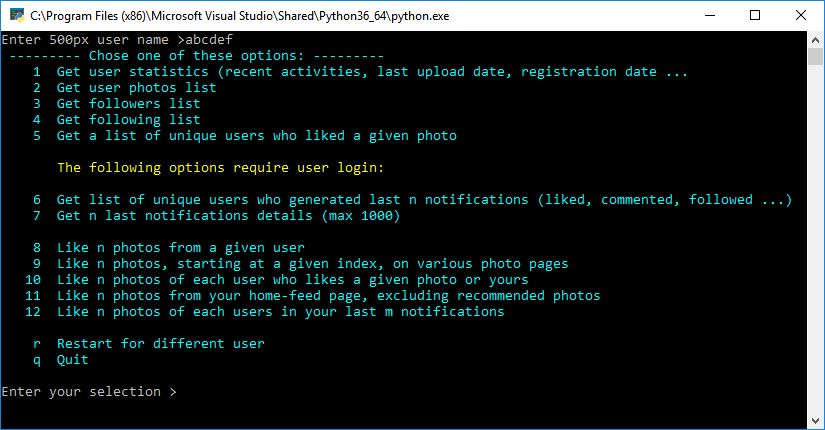 C:\Program Files (x86)\Microsoft Visual Studio\Shared\Python36_64\python.exe
Enter 500px user name >abcdef
--------- Chose one of these options: ---------
1 Get user statistics (recent activities, last upload date, registration date ...
2 Get user photos list
3 Get followers list
4 Get following list
5 Get a list of unique users who liked a given photo
The following options require user login:
6 Get list of unique users who generated last n notifications (liked, commented, followed ...)
7 Get n last notifications details (max 1000)
8 Like n photos from a given user
9 Like n photos, starting at a given index, on various photo pages
10 Like n photos of each user who likes a given photo or yours
11 Like n photos from your home-feed page, excluding recommended photos
12 Like n photos of each users in your last m notifications
r Restart for different user
q Quit
Enter your selection >